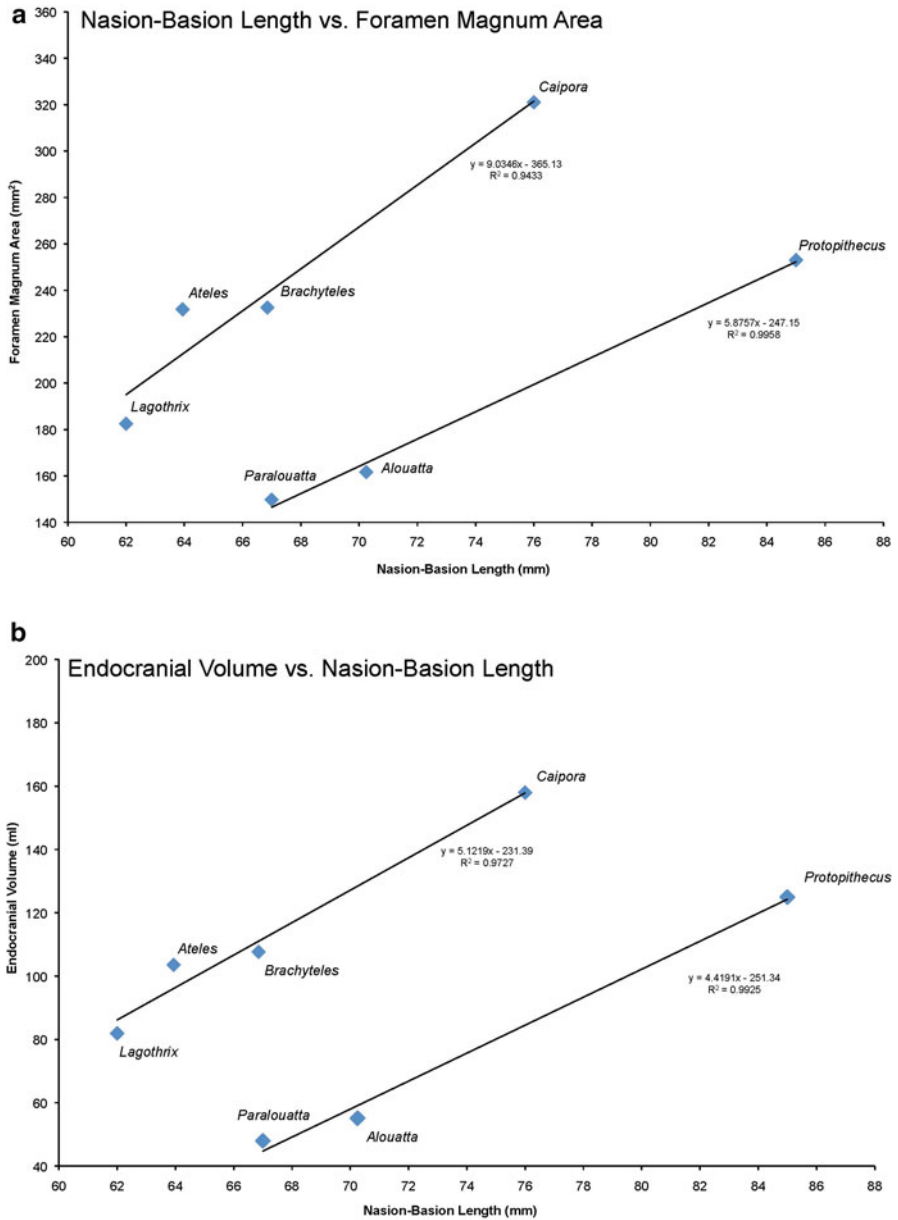 a
Nasion-Basion Length vs. Foramen Magnum Area
360
340
320
300
280
260
240
220
200
180
160
140
Foramen Magnum Area (mm²)
Caipora
y = 9.0346x - 365.13
R² = 0.9433
Protopithecus
Ateles
Brachyteles
y = 5.8757x - 247.15
R² = 0.9958
Lagothrix
Paralouatta
Alouatta
60 62 64 66 68 70 72 74 76 78 80 82 84 86 88
Nasion-Basion Length (mm)
b
Endocranial Volume vs. Nasion-Basion Length
200
180
160
140
120
100
80
60
40
Endocranial Volume (ml)
Caipora
y = 5.1219x - 231.39
R² = 0.9727
Protopithecus
Ateles
Brachyteles
y = 4.4191x - 251.34
R² = 0.9925
Lagothrix
Paralouatta
Alouatta
60 62 64 66 68 70 72 74 76 78 80 82 84 86 88
Nasion-Basion Length (mm)